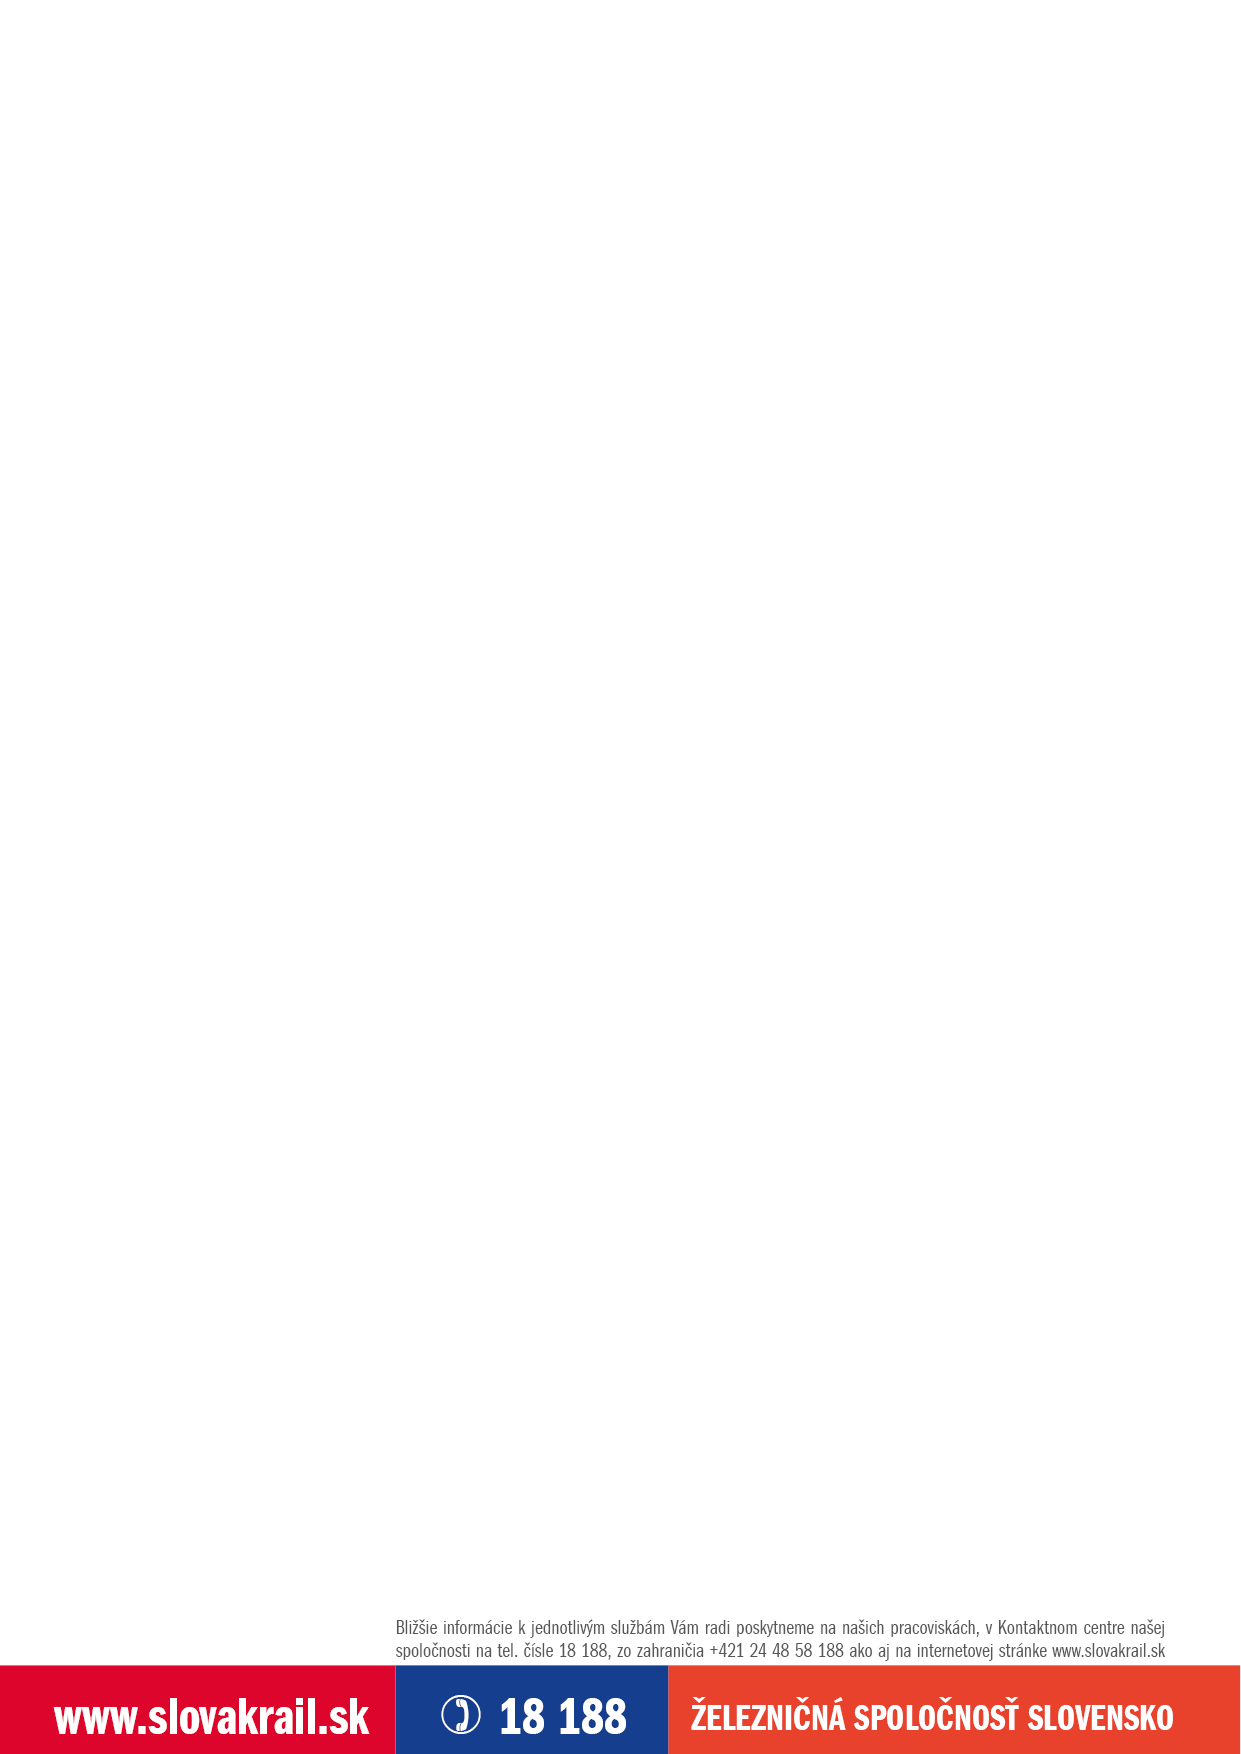 Bližšie informácie k jednotlivým službám Vám radi poskytneme na našich pracoviskách, v Kontaktnom centre našej
spoločnosti na tel. čísle 18 188, zo zahraničia +421 24 48 58 188 ako aj na internetovej stránke www.slovakrail.sk
www.slovakrail.sk 18 188 ŽELEZNIČNÁ SPOLOČNOSŤ SLOVENSKO